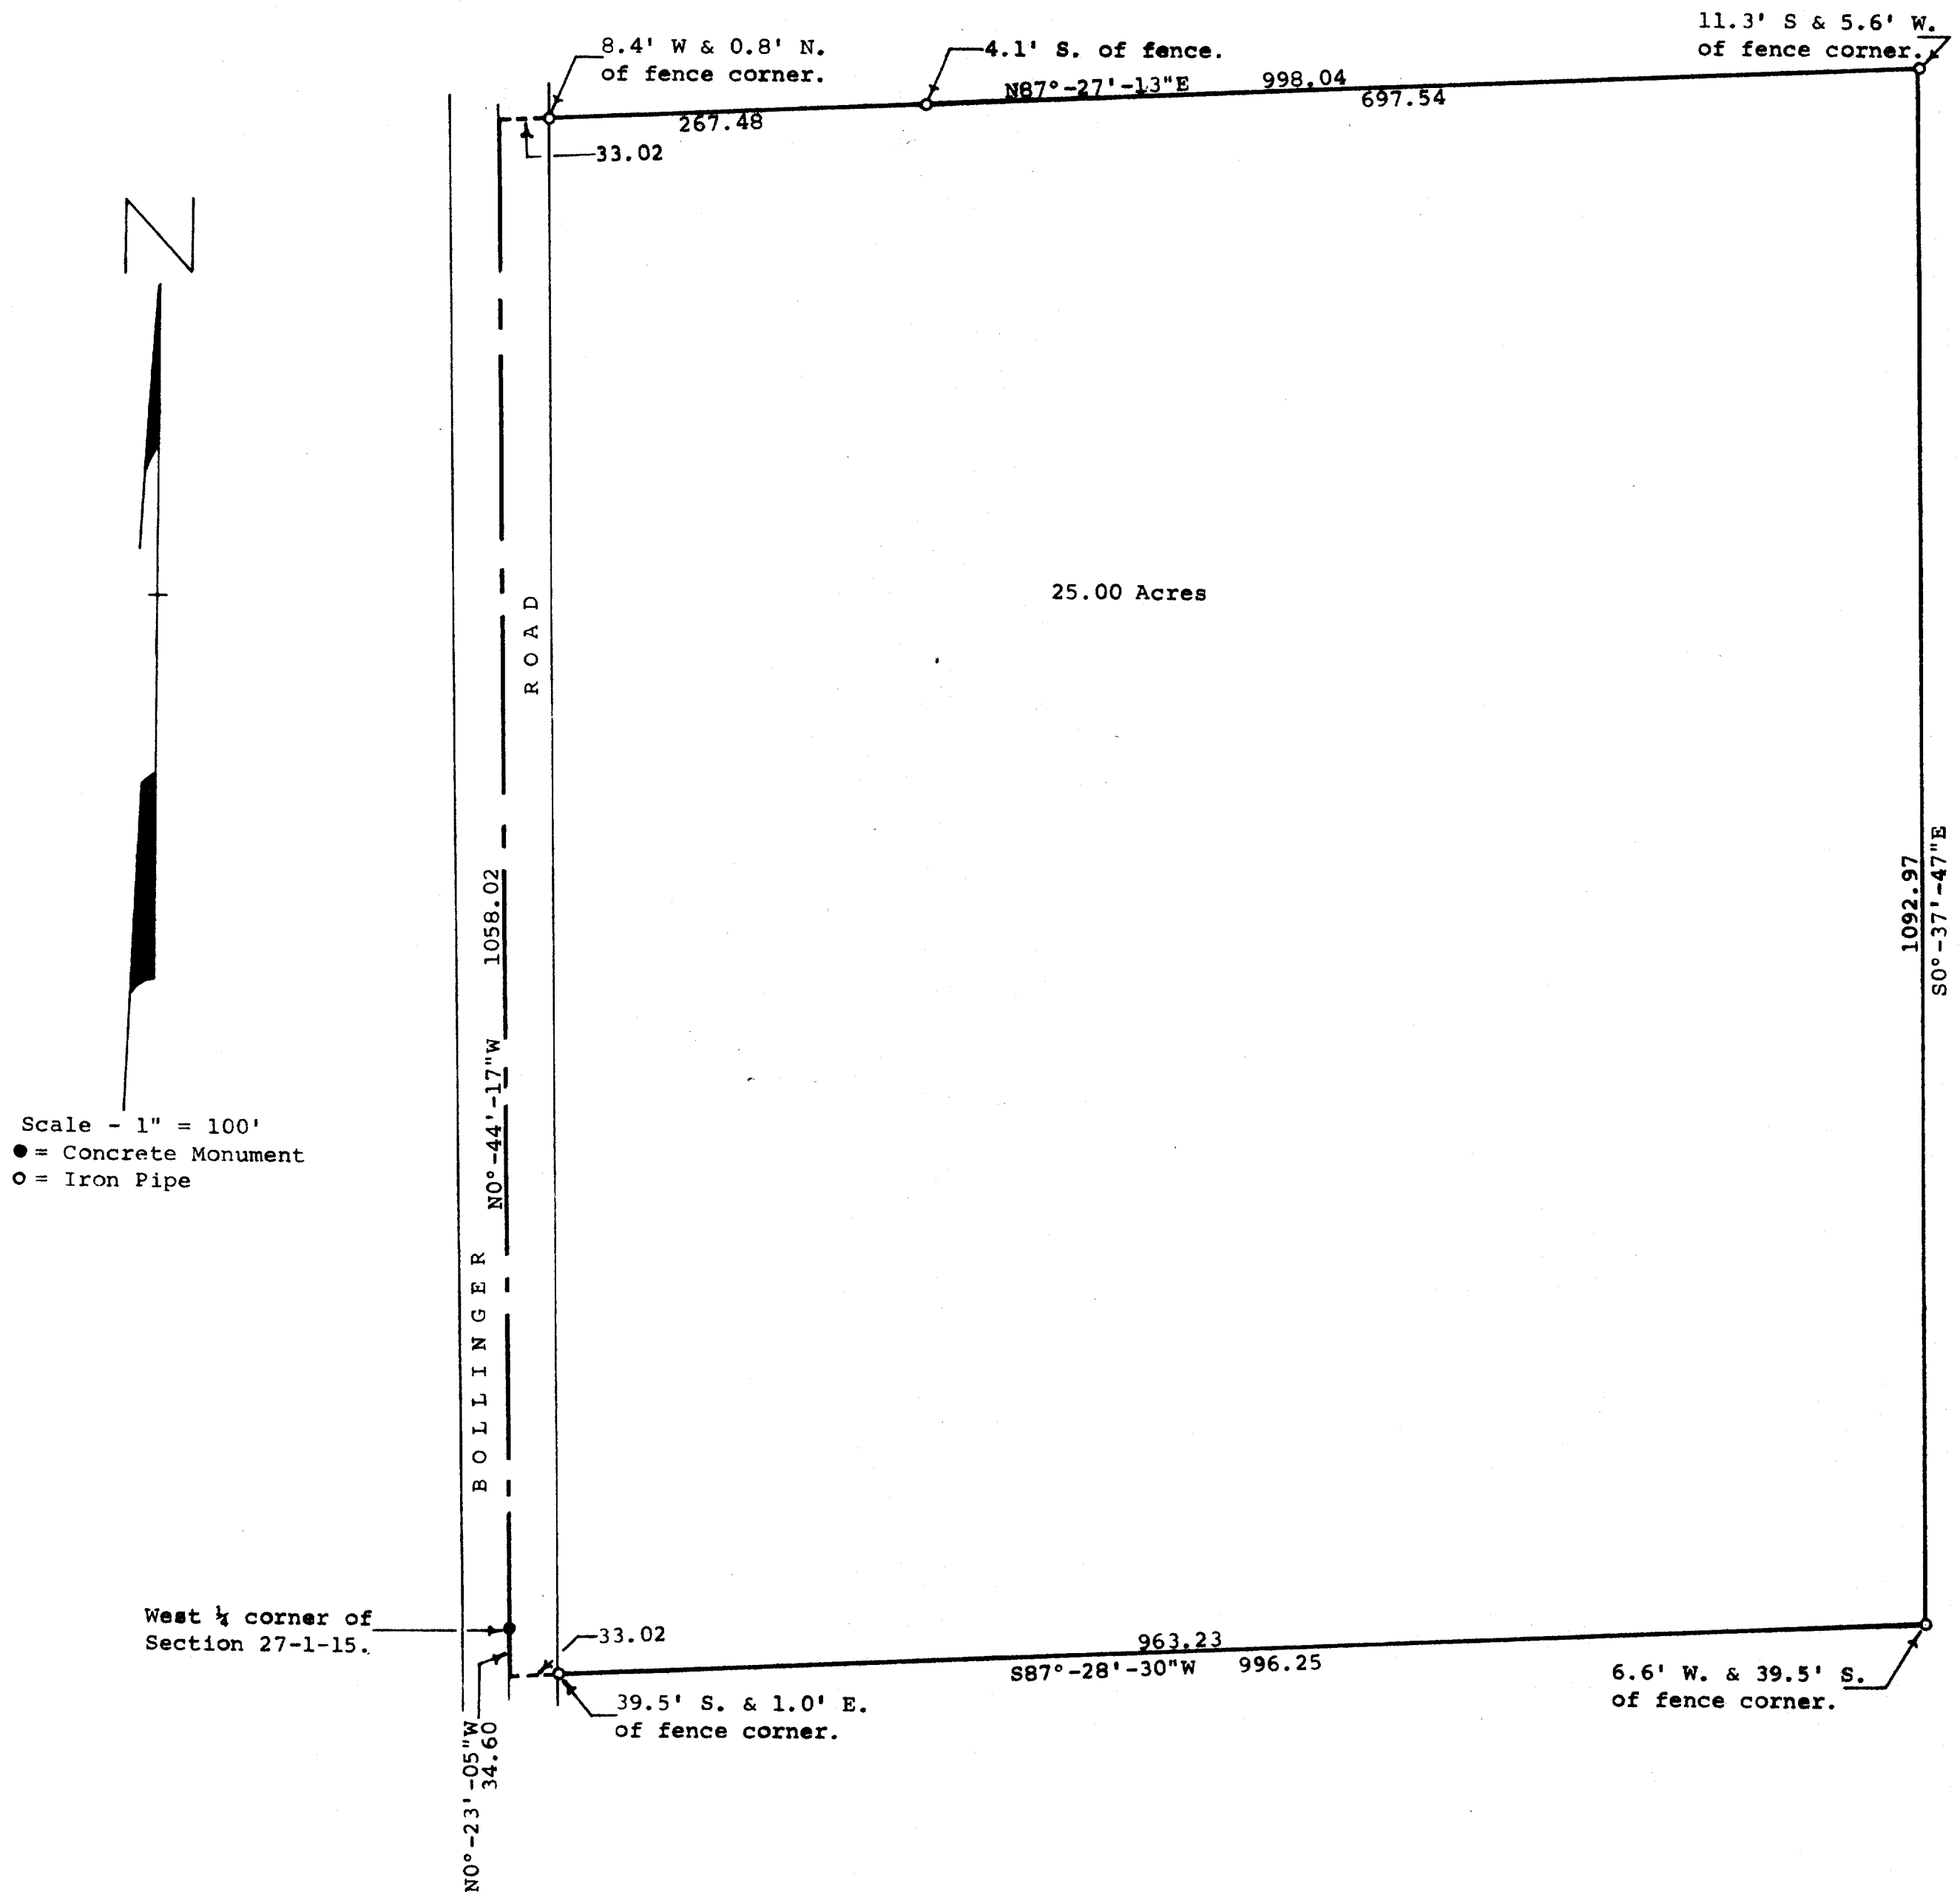 11.3' S & 5.6' W.
of fence corner.
8.4' W & 0.8' N.
of fence corner.
4.1' S. of fence.
N87°-27'-13"E 998.04
267.48
697.54
33.02
N
25.00 Acres
ROAD
1092.97
S0°-37'-47"E
N0°-44'-17"W 1058.02
Scale - 1" = 100'
● = Concrete Monument
○ = Iron Pipe
BOLLINGER
West ¼ corner of
Section 27-1-15.
33.02
963.23
S87°-28'-30"W 996.25
39.5' S. & 1.0' E.
of fence corner.
6.6' W. & 39.5' S.
of fence corner.
N0°-23'-05"W
34.60